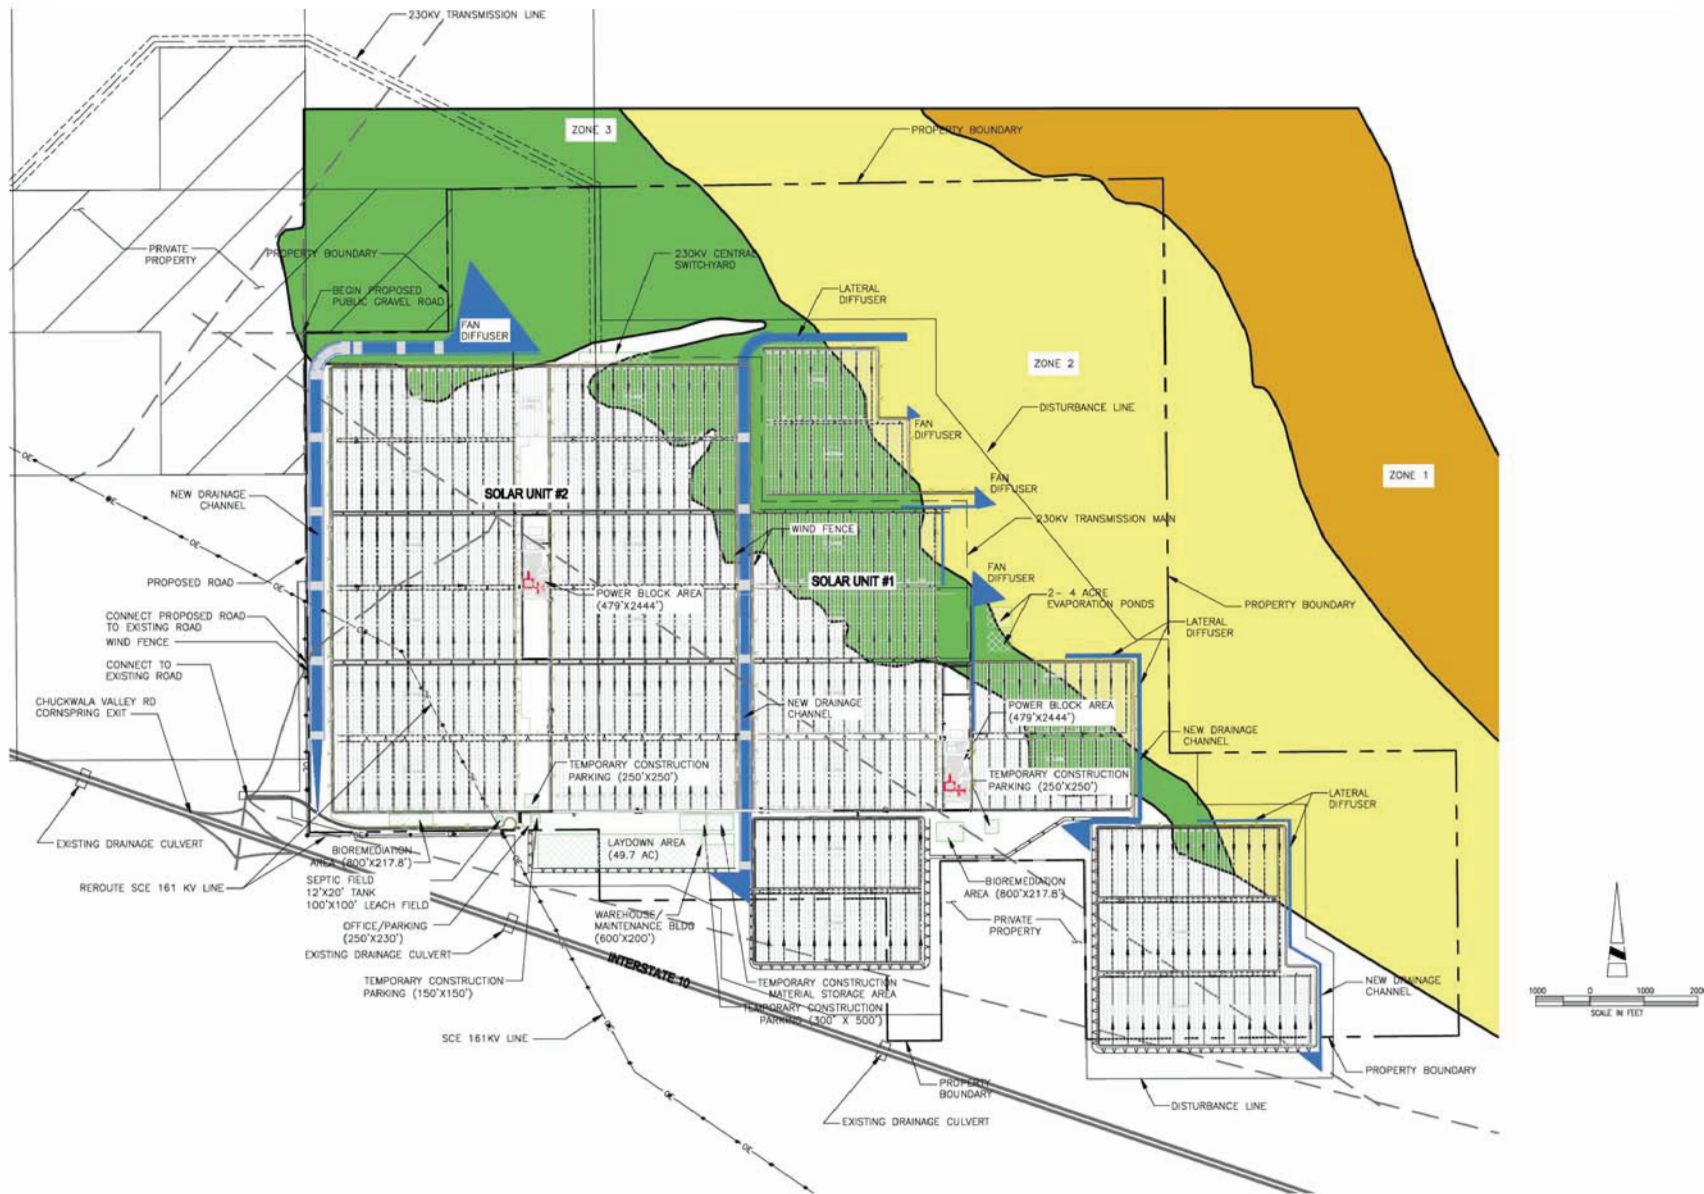 230KV TRANSMISSION LINE
ZONE 3
PROPERTY BOUNDARY
PRIVATE
PROPERTY
PROPERTY BOUNDARY
230KV CENTRAL
SWITCHYARD
BEGIN PROPOSED
PUBLIC GRAVEL ROAD
LATERAL
DIFFUSER
FAN
DIFFUSER
ZONE 2
DISTURBANCE LINE
FAN
DIFFUSER
ZONE 1
FAN
DIFFUSER
NEW DRAINAGE
CHANNEL
SOLAR UNIT #2
230KV TRANSMISSION MAIN
WIND FENCE
FAN
DIFFUSER
PROPOSED ROAD
SOLAR UNIT #1
POWER BLOCK AREA
(479'X2444')
2- 4 ACRE
EVAPORATION PONDS
PROPERTY BOUNDARY
CONNECT PROPOSED ROAD
TO EXISTING ROAD
WIND FENCE
LATERAL
DIFFUSER
CONNECT TO
EXISTING ROAD
CHUCKWALA VALLEY RD
CORNSPRING EXIT
NEW DRAINAGE
CHANNEL
POWER BLOCK AREA
(479'X2444')
NEW DRAINAGE
CHANNEL
TEMPORARY CONSTRUCTION
PARKING (250'X250')
TEMPORARY CONSTRUCTION
PARKING (250'X250')
LATERAL
DIFFUSER
EXISTING DRAINAGE CULVERT
BIOREMEDIATION
AREA (800'X217.8')
LAYDOWN AREA
(49.7 AC)
REROUTE SCE 161 KV LINE
SEPTIC FIELD
12'X20' TANK
100'X100' LEACH FIELD
BIOREMEDIATION
AREA (800'X217.8')
OFFICE/PARKING
(250'X230')
WAREHOUSE/
MAINTENANCE BLDG
(600'X200')
PRIVATE
PROPERTY
EXISTING DRAINAGE CULVERT
INTERSTATE 10
TEMPORARY CONSTRUCTION
PARKING (150'X150')
TEMPORARY CONSTRUCTION
MATERIAL STORAGE AREA
TEMPORARY CONSTRUCTION
PARKING (300' X 500')
NEW DRAINAGE
CHANNEL
1000 0 1000
SCALE IN FEET
SCE 161KV LINE
PROPERTY BOUNDARY
PROPERTY
BOUNDARY
DISTURBANCE LINE
EXISTING DRAINAGE CULVERT